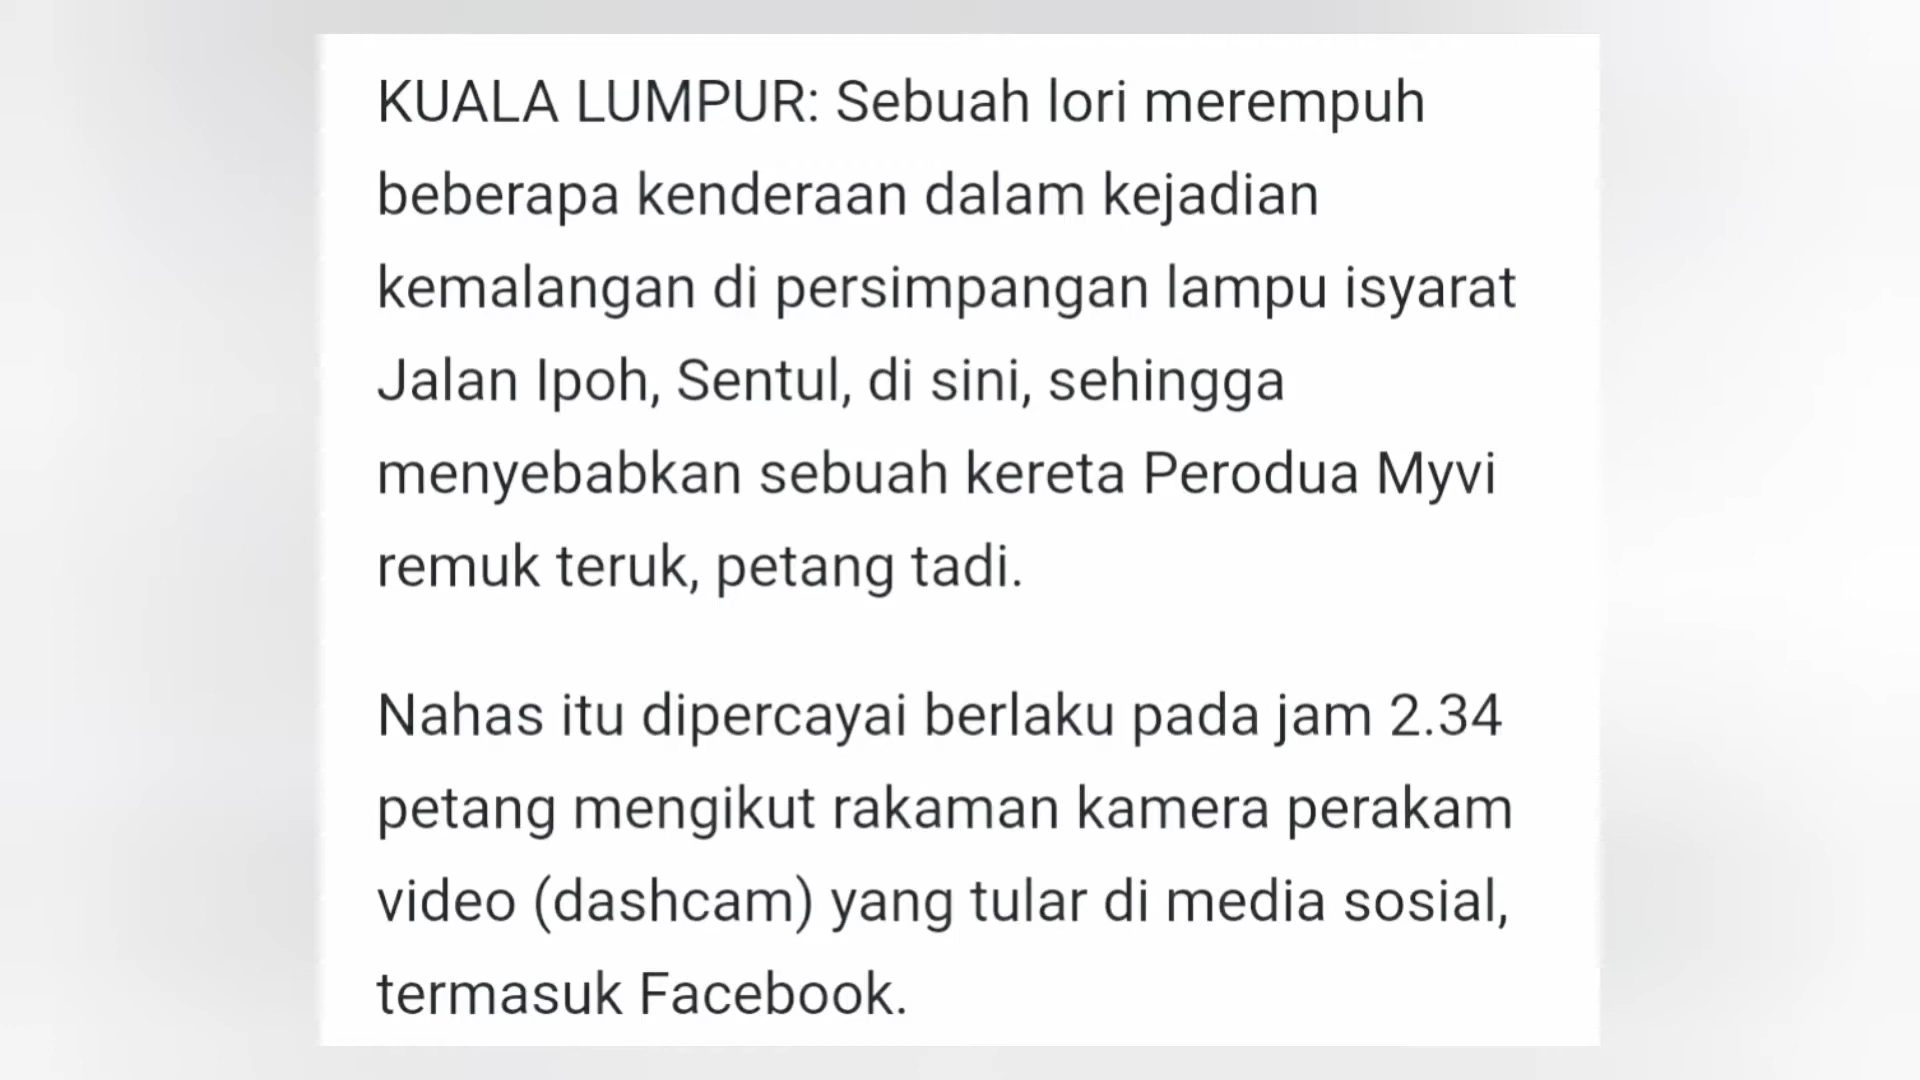 KUALA LUMPUR: Sebuah lori merempuh
beberapa kenderaan dalam kejadian
kemalangan di persimpangan lampu isyarat
Jalan Ipoh, Sentul, di sini, sehingga
menyebabkan sebuah kereta Perodua Myvi
remuk teruk, petang tadi.
Nahas itu dipercayai berlaku pada jam 2.34
petang mengikut rakaman kamera perakam
video (dashcam) yang tular di media sosial,
termasuk Facebook.